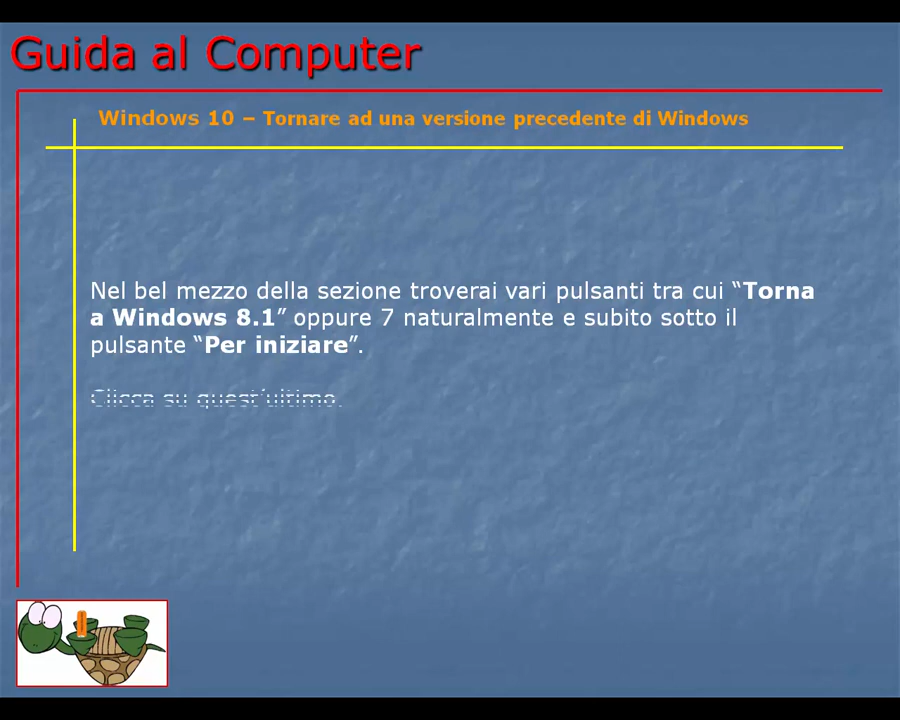 Guida al Computer
Windows 10 – Tornare ad una versione precedente di Windows
Nel bel mezzo della sezione troverai vari pulsanti tra cui “Torna
a Windows 8.1” oppure 7 naturalmente e subito sotto il
pulsante “Per iniziare”.
Clicca su quest’ultimo.